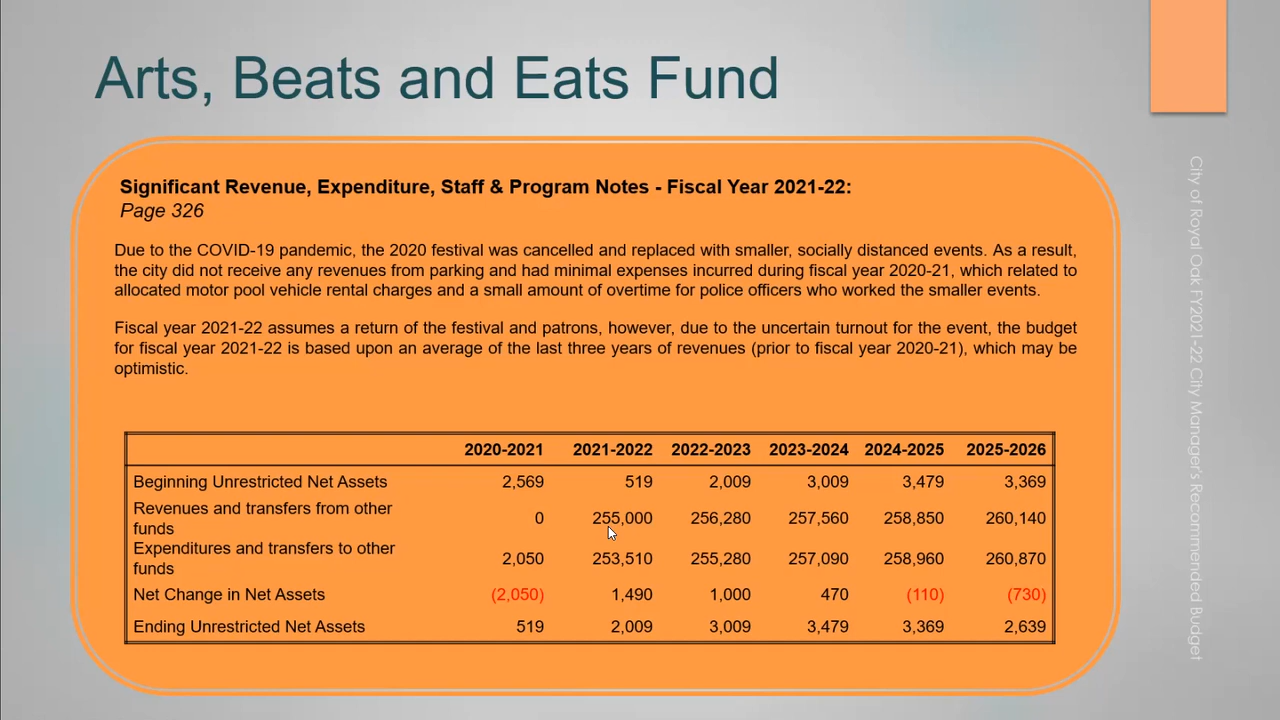 Arts, Beats and Eats Fund
Significant Revenue, Expenditure, Staff & Program Notes - Fiscal Year 2021-22:
Page 326
Due to the COVID-19 pandemic, the 2020 festival was cancelled and replaced with smaller, socially distanced events. As a result,
the city did not receive any revenues from parking and had minimal expenses incurred during fiscal year 2020-21, which related to
allocated motor pool vehicle rental charges and a small amount of overtime for police officers who worked the smaller events.
Fiscal year 2021-22 assumes a return of the festival and patrons, however, due to the uncertain turnout for the event, the budget
for fiscal year 2021-22 is based upon an average of the last three years of revenues (prior to fiscal year 2020-21), which may be
optimistic.
2020-2021 2021-2022 2022-2023 2023-2024 2024-2025 2025-2026
Beginning Unrestricted Net Assets 2,569 519 2,009 3,009 3,479 3,369
Revenues and transfers from other
funds 0 255,000 256,280 257,560 258,850 260,140
Expenditures and transfers to other
funds 2,050 253,510 255,280 257,090 258,960 260,870
Net Change in Net Assets (2,050) 1,490 1,000 470 (110) (730)
Ending Unrestricted Net Assets 519 2,009 3,009 3,479 3,369 2,639
City of Royal Oak FY2021-22 City Manager's Recommended Budget